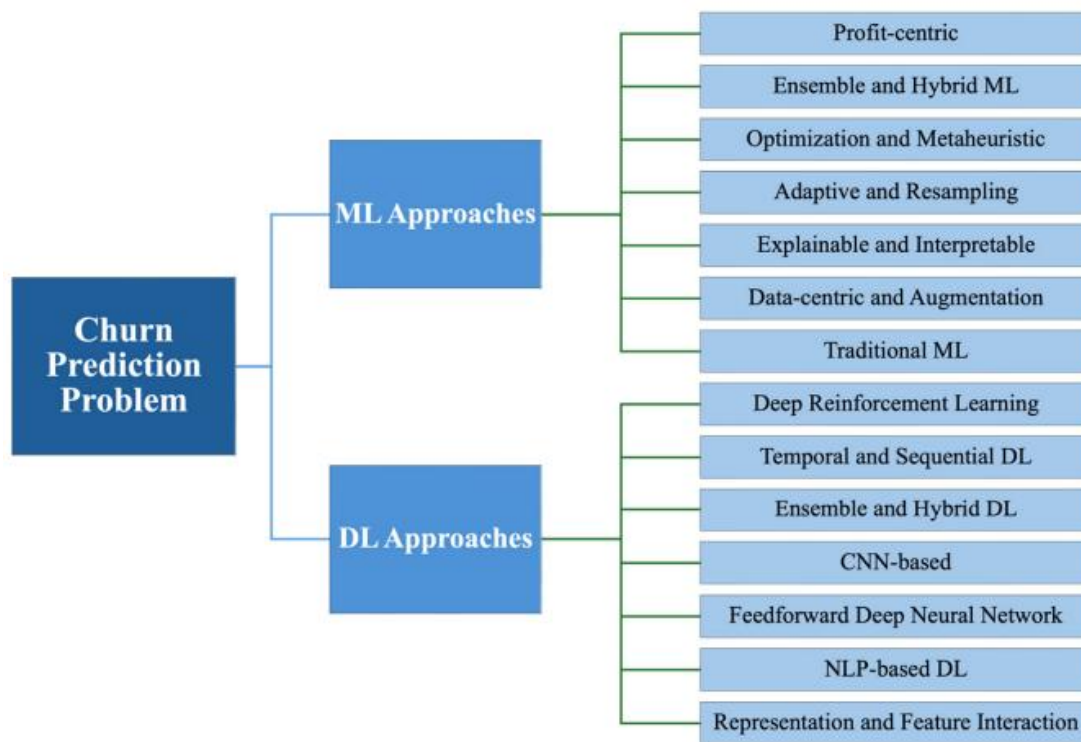 Churn
Prediction
Problem
ML Approaches
Profit-centric
Ensemble and Hybrid ML
Optimization and Metaheuristic
Adaptive and Resampling
Explainable and Interpretable
Data-centric and Augmentation
Traditional ML
DL Approaches
Deep Reinforcement Learning
Temporal and Sequential DL
Ensemble and Hybrid DL
CNN-based
Feedforward Deep Neural Network
NLP-based DL
Representation and Feature Interaction